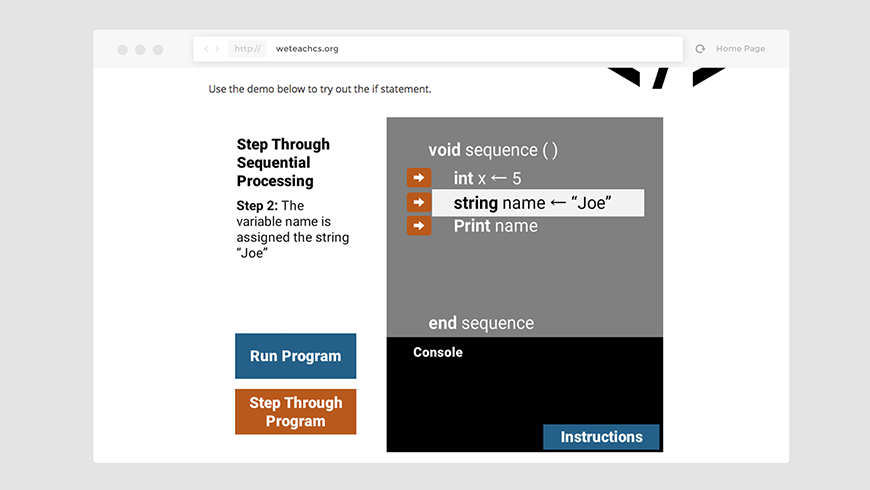 http:// weteachcs.org Home Page
Use the demo below to try out the if statement.
Step Through
Sequential
Processing
Step 2: The
variable name is
assigned the string
“Joe”
Run Program
Step Through
Program
void sequence ( )
int x ← 5
string name ← “Joe”
Print name
end sequence
Console
Instructions